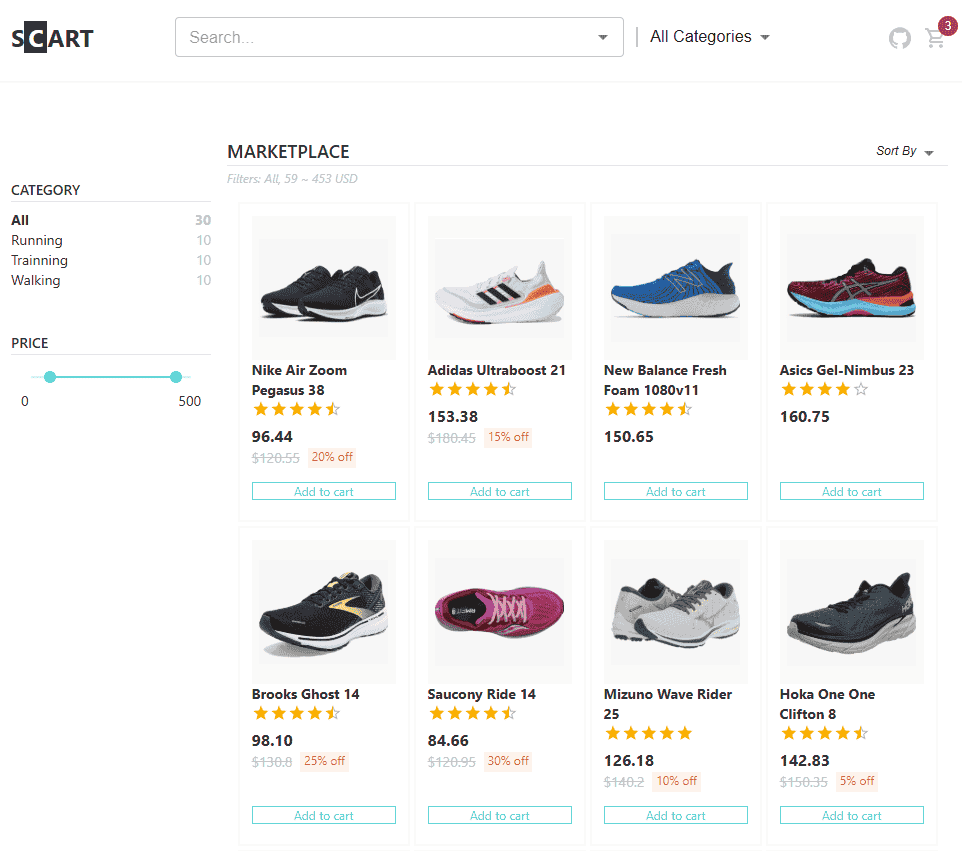 SCART
Search...
All Categories
3
MARKETPLACE
Sort By
Filters: All, 59 ~ 453 USD
CATEGORY
All 30
Running 10
Trainning 10
Walking 10
PRICE
0 500
Nike Air Zoom
Pegasus 38
96.44
$120.55 20% off
Add to cart
Adidas Ultraboost 21
153.38
$180.45 15% off
Add to cart
New Balance Fresh
Foam 1080v11
150.65
Add to cart
Asics Gel-Nimbus 23
160.75
Add to cart
Brooks Ghost 14
98.10
$130.8 25% off
Add to cart
Saucony Ride 14
84.66
$120.95 30% off
Add to cart
Mizuno Wave Rider
25
126.18
$140.2 10% off
Add to cart
Hoka One One
Clifton 8
142.83
$150.35 5% off
Add to cart